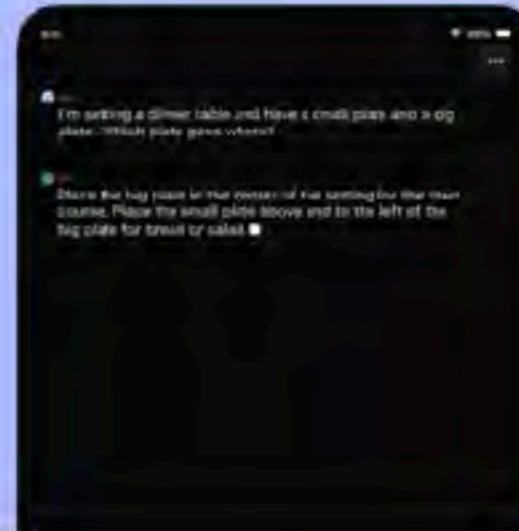 I'm setting a dinner table and have a small plate and a big
plate. Which plate goes where?
Place the big plate in the center of the setting for the main
course. Place the small plate above and to the left of the
big plate for bread or salad